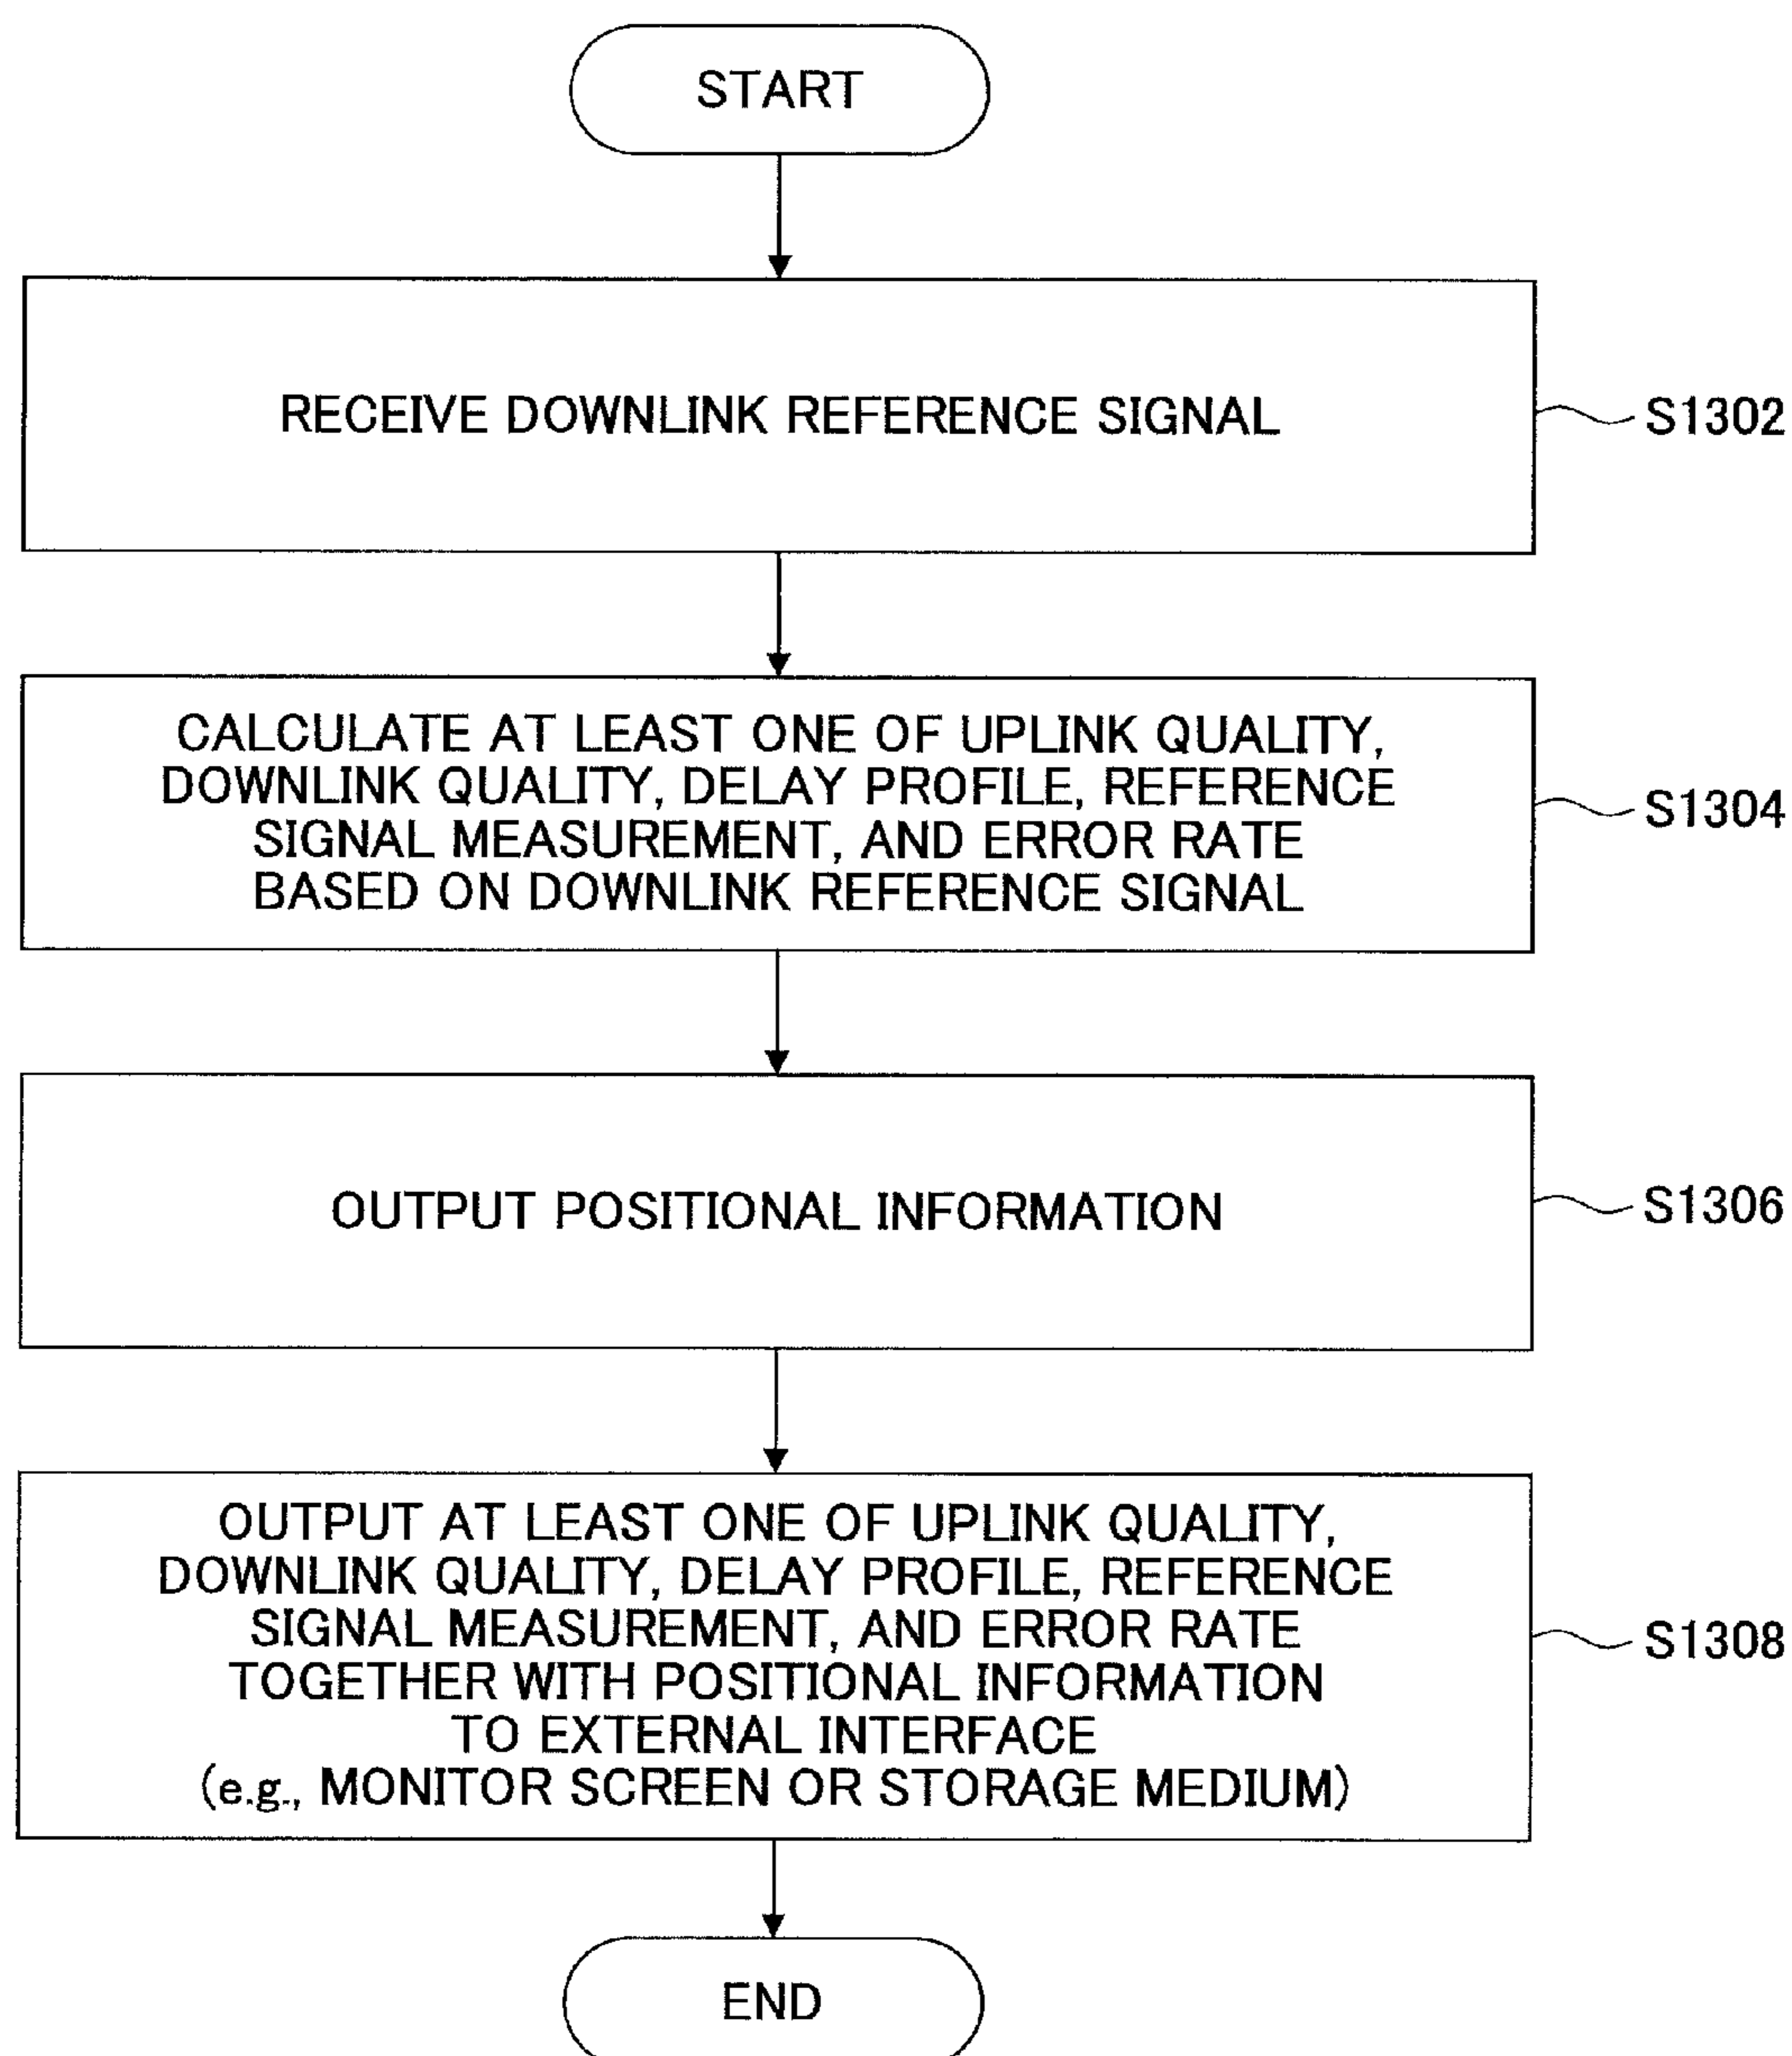 START
RECEIVE DOWNLINK REFERENCE SIGNAL
S1302
CALCULATE AT LEAST ONE OF UPLINK QUALITY,
DOWNLINK QUALITY, DELAY PROFILE, REFERENCE
SIGNAL MEASUREMENT, AND ERROR RATE
BASED ON DOWNLINK REFERENCE SIGNAL
S1304
OUTPUT POSITIONAL INFORMATION
S1306
OUTPUT AT LEAST ONE OF UPLINK QUALITY,
DOWNLINK QUALITY, DELAY PROFILE, REFERENCE
SIGNAL MEASUREMENT, AND ERROR RATE
TOGETHER WITH POSITIONAL INFORMATION
TO EXTERNAL INTERFACE
(e.g., MONITOR SCREEN OR STORAGE MEDIUM)
S1308
END